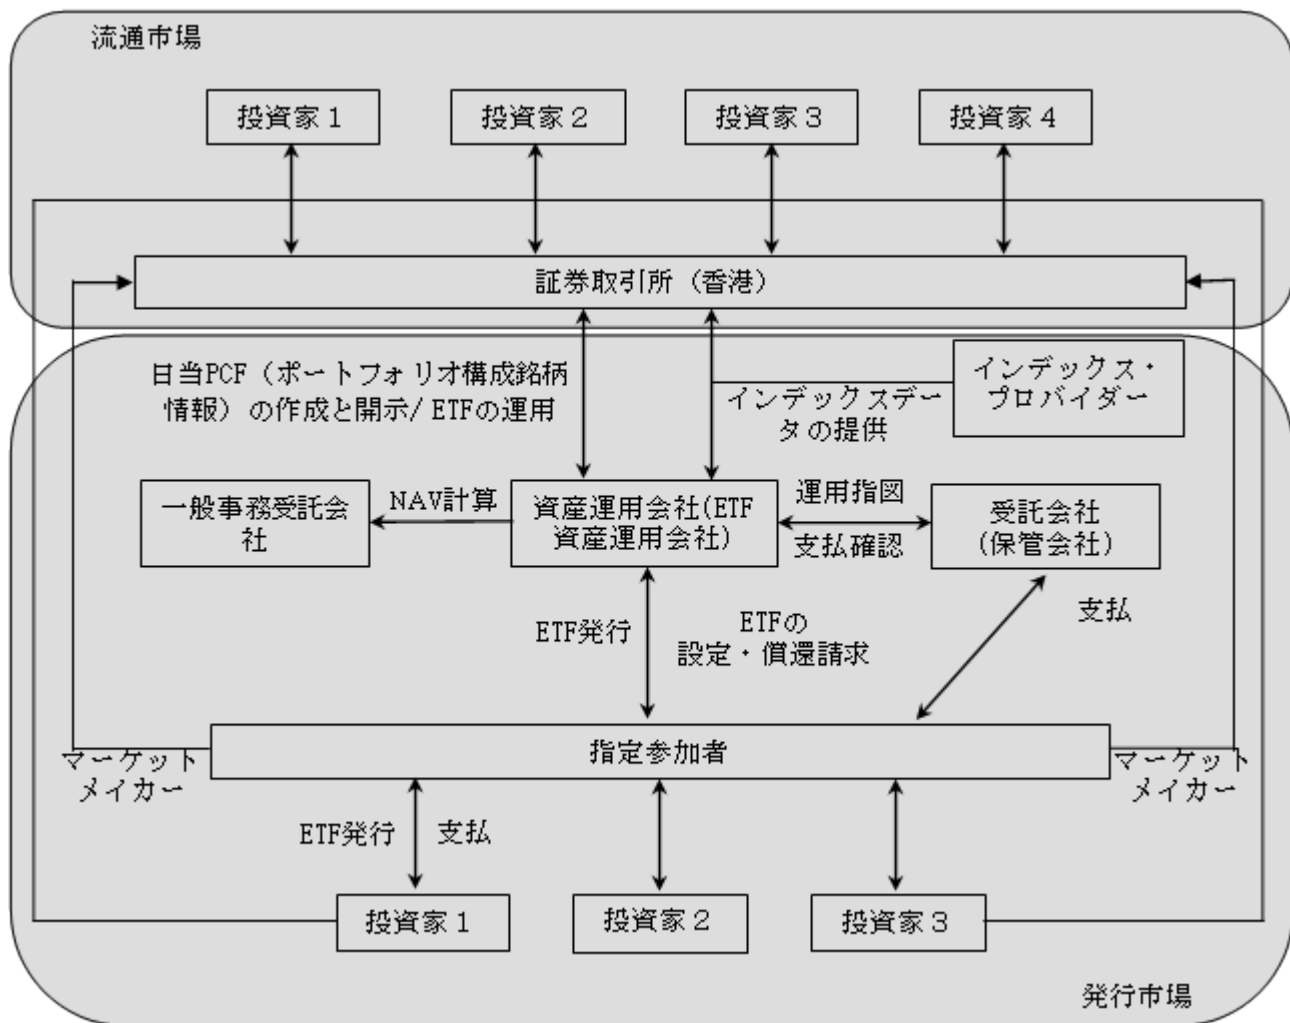 流通市場
投資家１
投資家２
投資家３
投資家４
証券取引所（香港）
日当PCF（ポートフォリオ構成銘柄
情報）の作成と開示/ETFの運用
インデックス・
プロバイダー
インデックスデー
タの提供
一般事務受託会
社
NAV計算
資産運用会社(ETF
資産運用会社)
運用指図
支払確認
受託会社
(保管会社)
ETF発行
ETFの
設定・償還請求
支払
指定参加者
マーケット
メイカー
マーケット
メイカー
ETF発行
支払
投資家１
投資家２
投資家３
発行市場